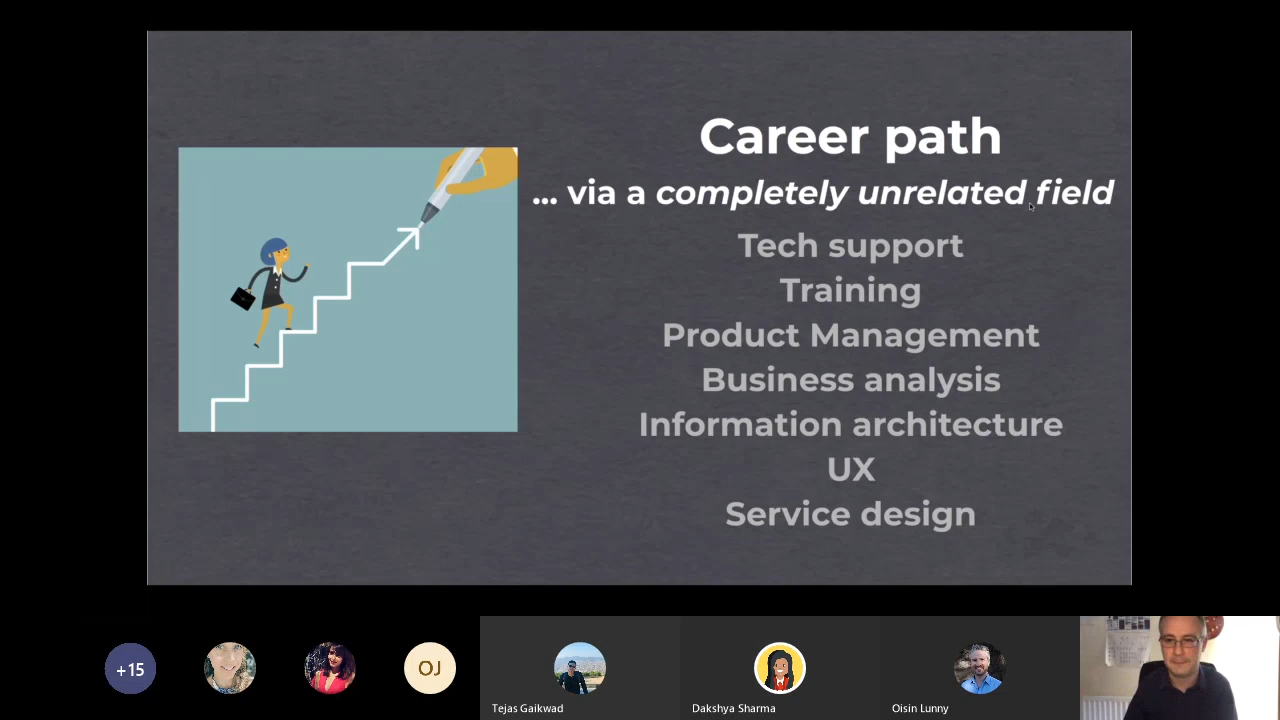 Career path
... via a completely unrelated field
Tech support
Training
Product Management
Business analysis
Information architecture
UX
Service design
+15
OJ
Tejas Gaikwad
Dakshya Sharma
Oisin Lunny